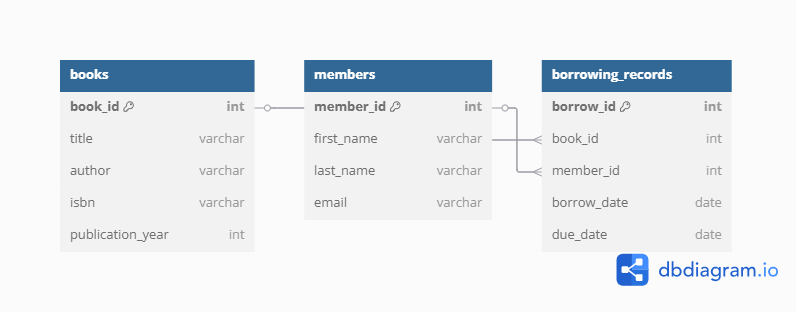 books
book_id int
title varchar
author varchar
isbn varchar
publication_year int
members
member_id int
first_name varchar
last_name varchar
email varchar
borrowing_records
borrow_id int
book_id int
member_id int
borrow_date date
due_date date
dbdiagram.io